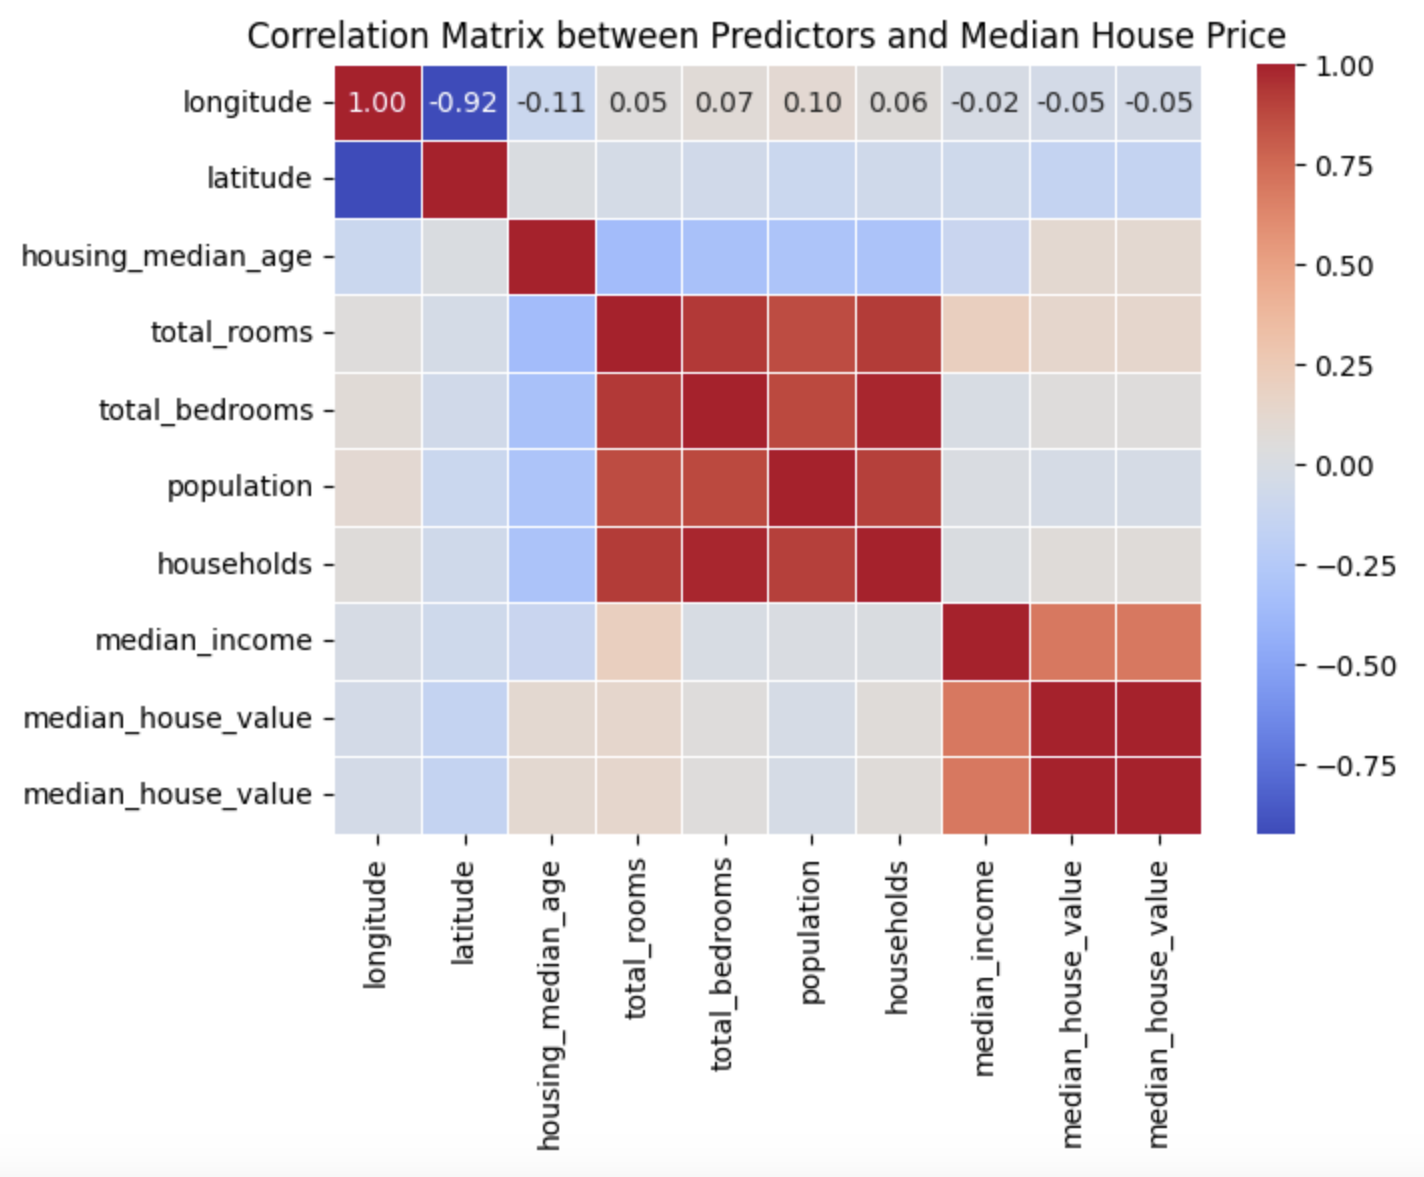 Correlation Matrix between Predictors and Median House Price
longitude
1.00 -0.92 -0.11 0.05 0.07 0.10 0.06 -0.02 -0.05 -0.05
latitude
housing_median_age
total_rooms
total_bedrooms
population
households
median_income
median_house_value
median_house_value
longitude
latitude
housing_median_age
total_rooms
total_bedrooms
population
households
median_income
median_house_value
median_house_value
1.00
0.75
0.50
0.25
0.00
−0.25
−0.50
−0.75